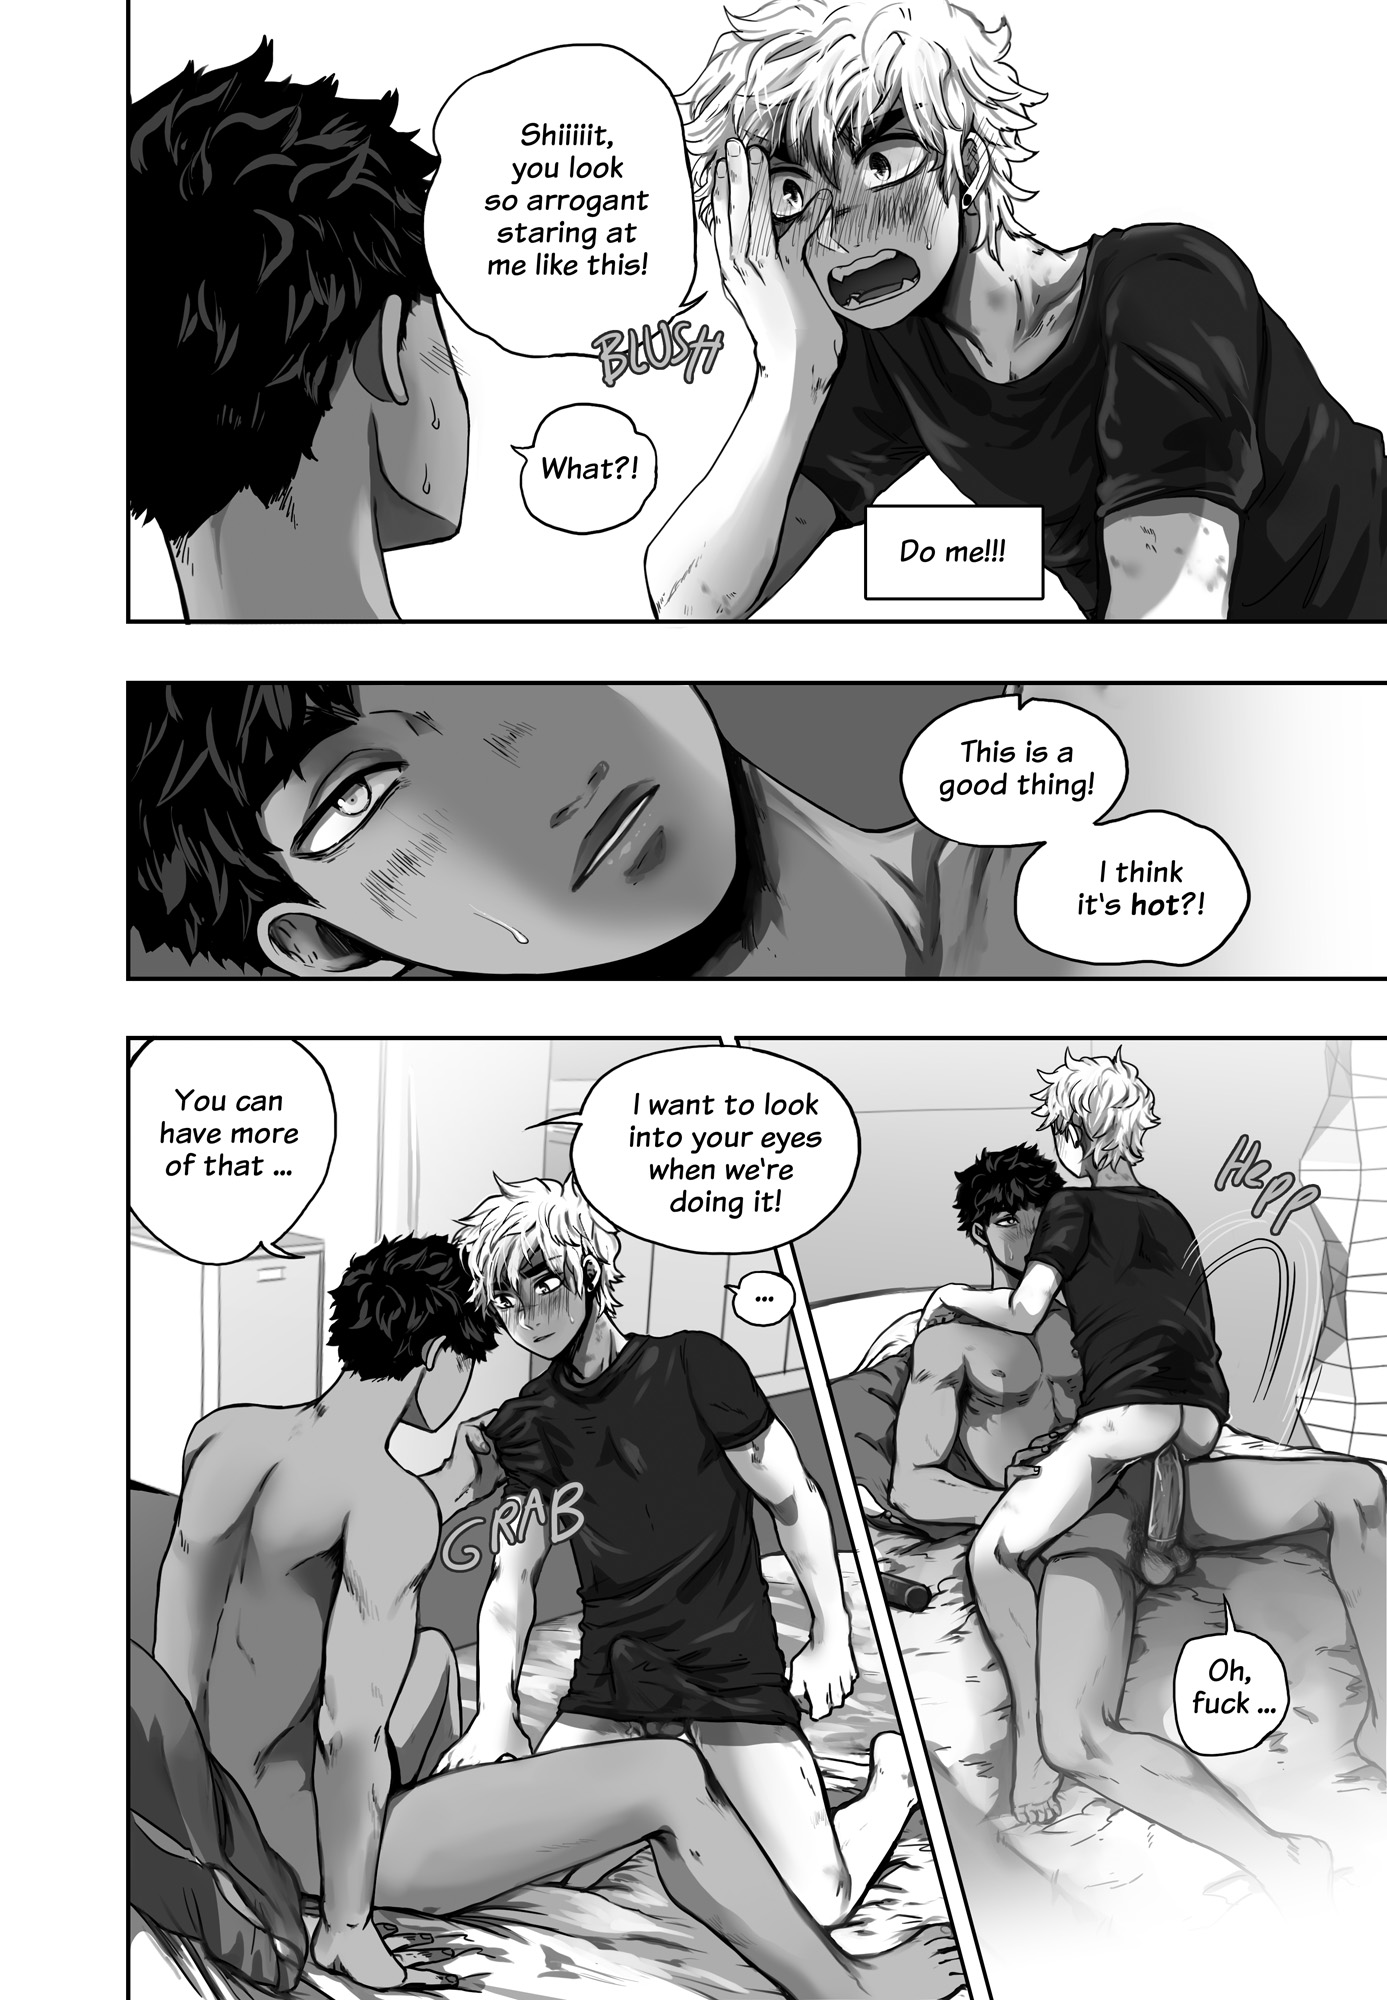 Shiiiiit,
you look
so arrogant
staring at
me like this!
BLUSH
What?!
Do me!!!
This is a
good thing!
I think
it's hot?!
You can
have more
of that ...
I want to look
into your eyes
when we're
doing it!
...
GRAB
HEPP
Oh,
fuck ...